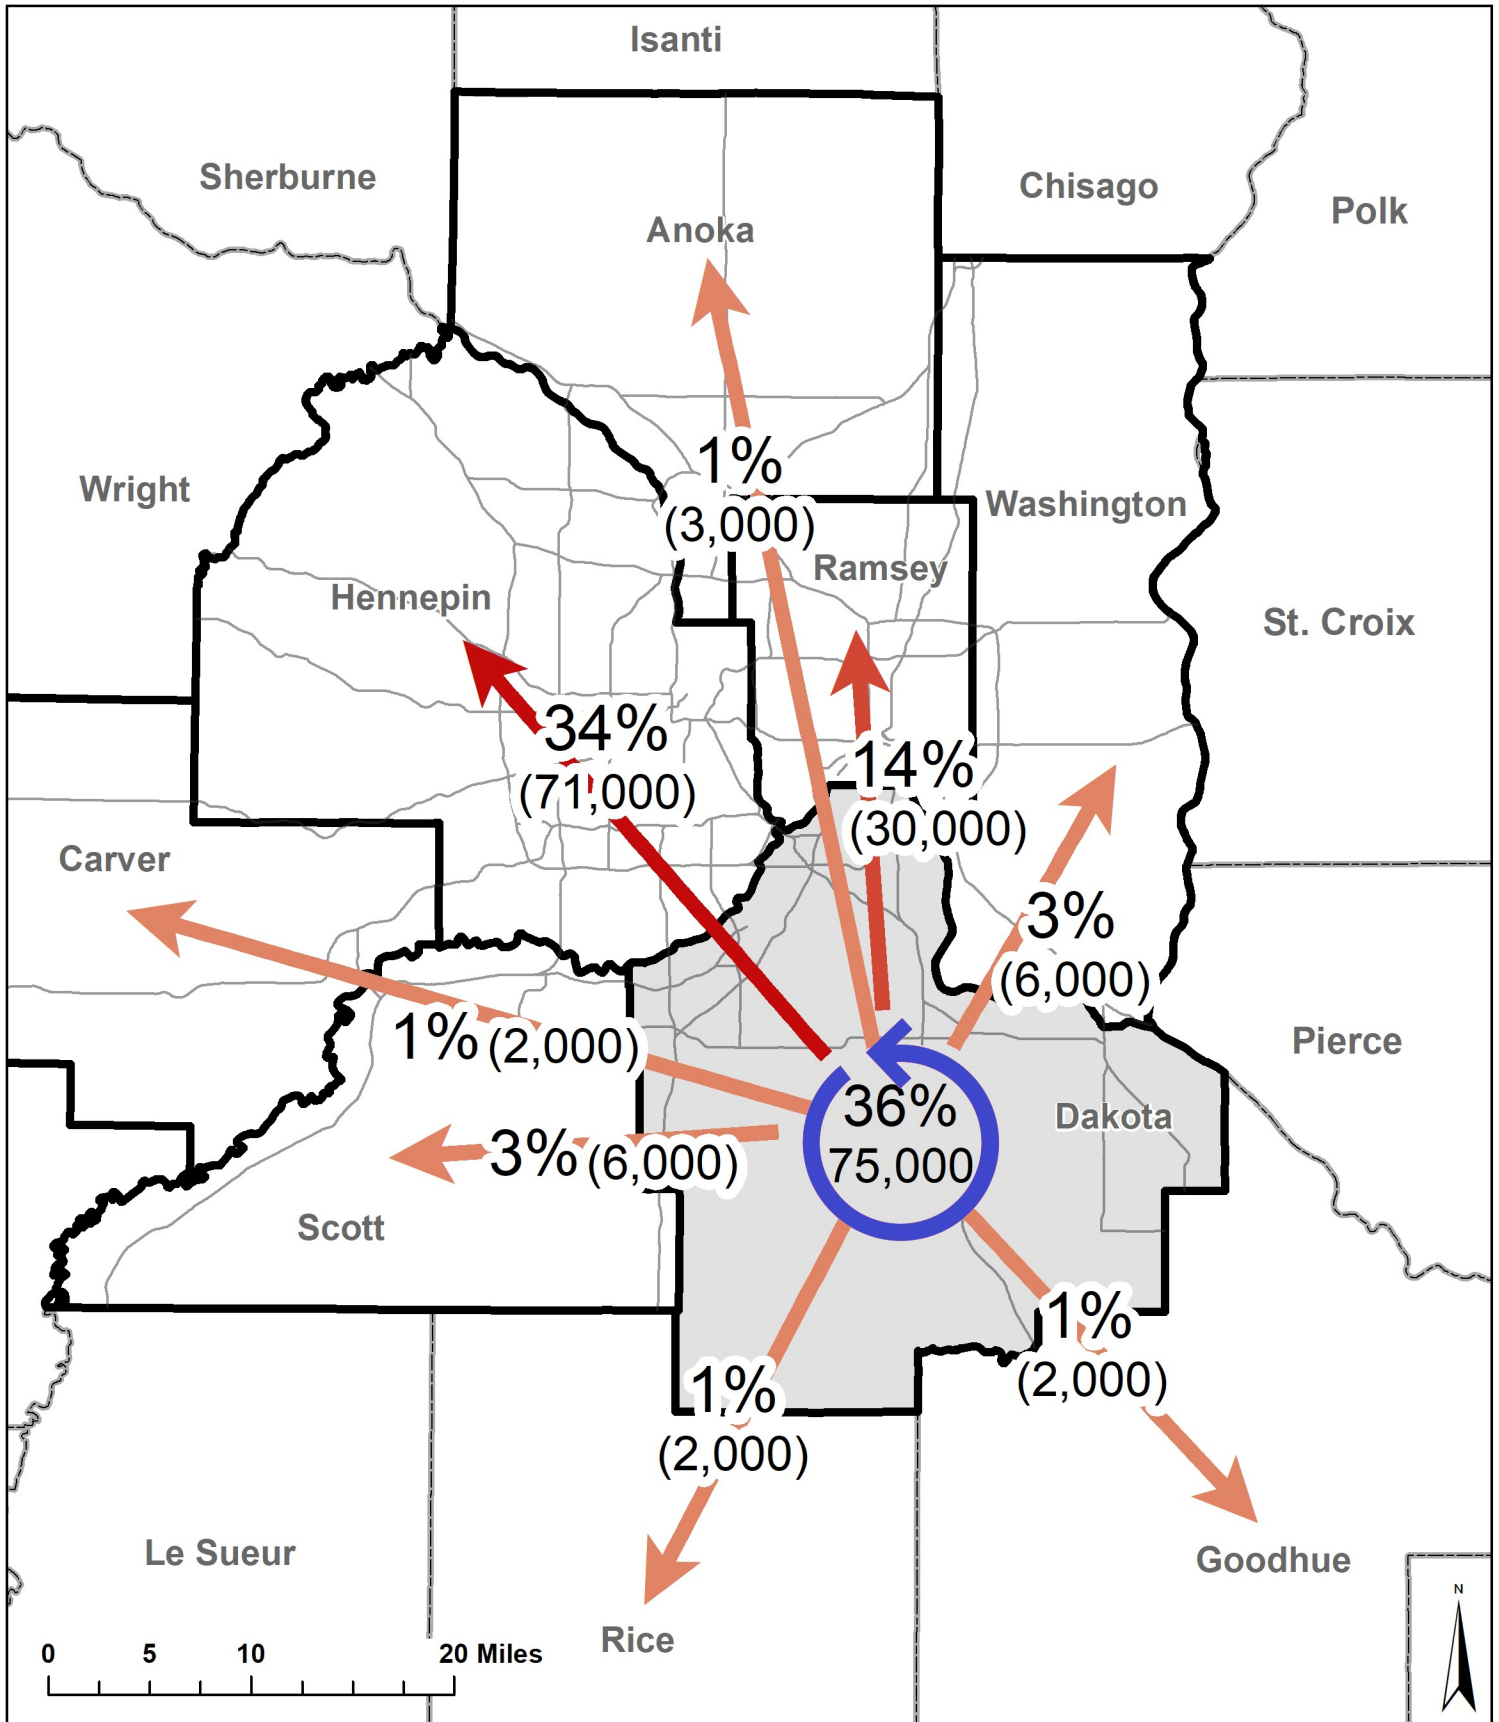 Isanti
Sherburne
Chisago
Polk
Anoka
1%
(3,000)
Wright
Washington
Ramsey
Hennepin
St. Croix
34%
(71,000)
14%
(30,000)
Carver
3%
(6,000)
1% (2,000)
Pierce
36%
75,000
Dakota
3% (6,000)
Scott
1%
(2,000)
1%
(2,000)
Le Sueur
Goodhue
Rice
N
0 5 10 20 Miles